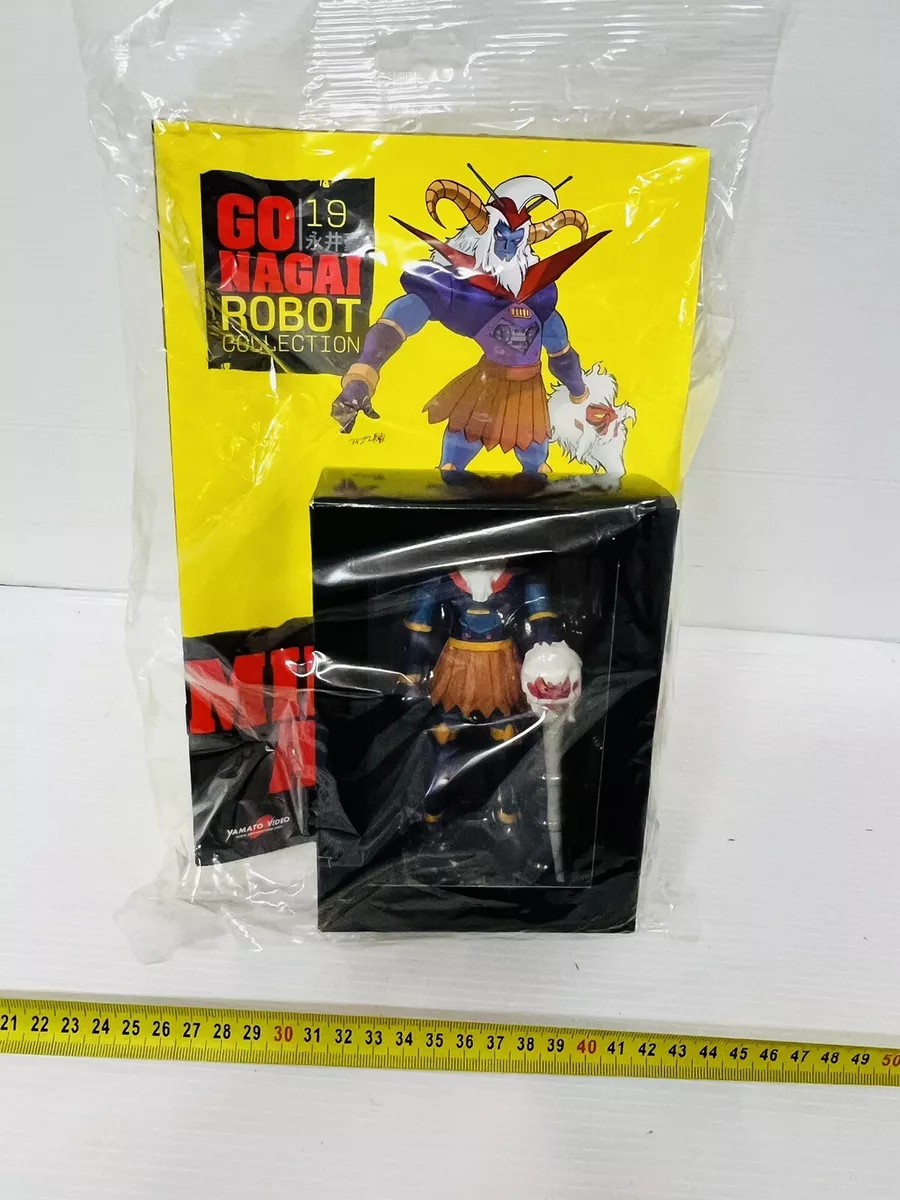 GO 19
永井
NAGAI
ROBOT
COLLECTION
YAMATO VIDEO
21 22 23 24 25 26 27 28 29 30 31 32 33 34 35 36 37 38 39 40 41 42 43 44 45 46 47 48 49 50